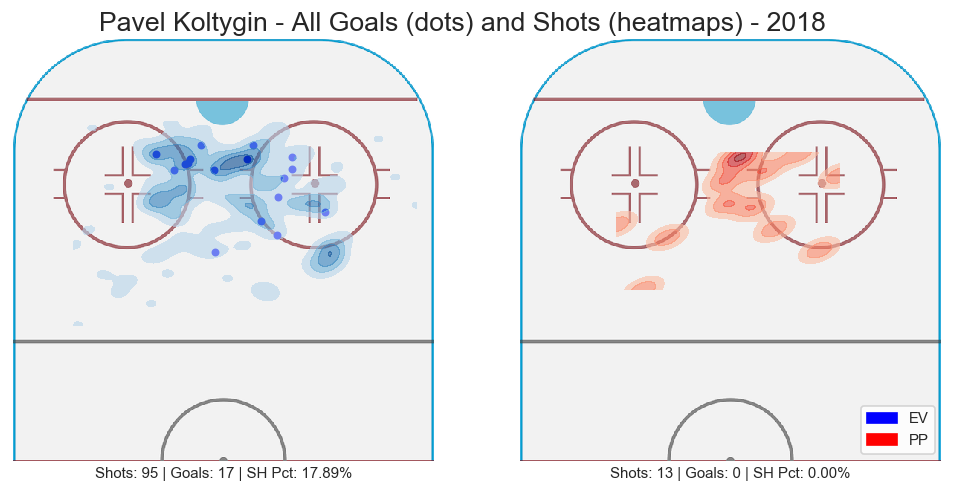 Pavel Koltygin - All Goals (dots) and Shots (heatmaps) - 2018
EV
PP
Shots: 95 | Goals: 17 | SH Pct: 17.89%
Shots: 13 | Goals: 0 | SH Pct: 0.00%